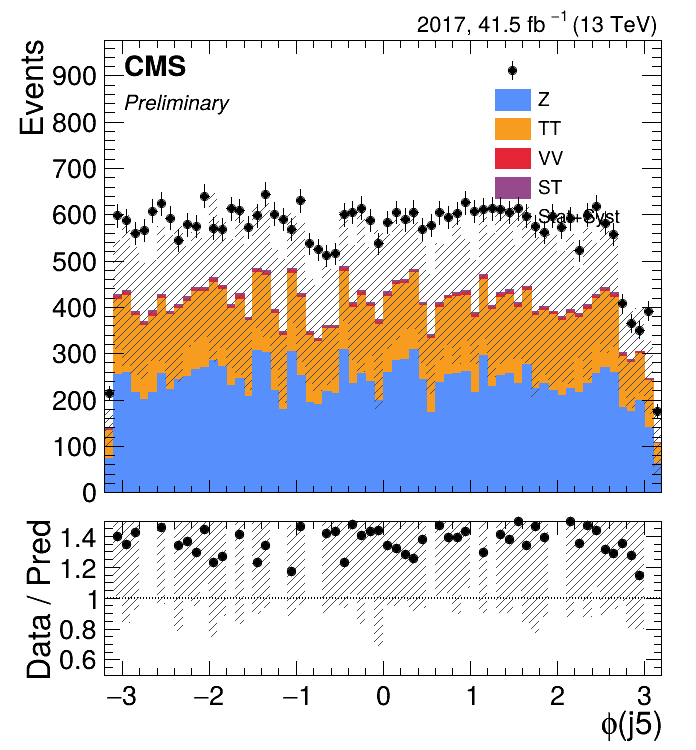 2017, 41.5 fb⁻¹ (13 TeV)
CMS
Preliminary
Z
TT
VV
ST
Stat+Syst
Events
900
800
700
600
500
400
300
200
100
0
Data / Pred
1.4
1.2
1
0.8
0.6
−3 −2 −1 0 1 2 3
ϕ(j5)